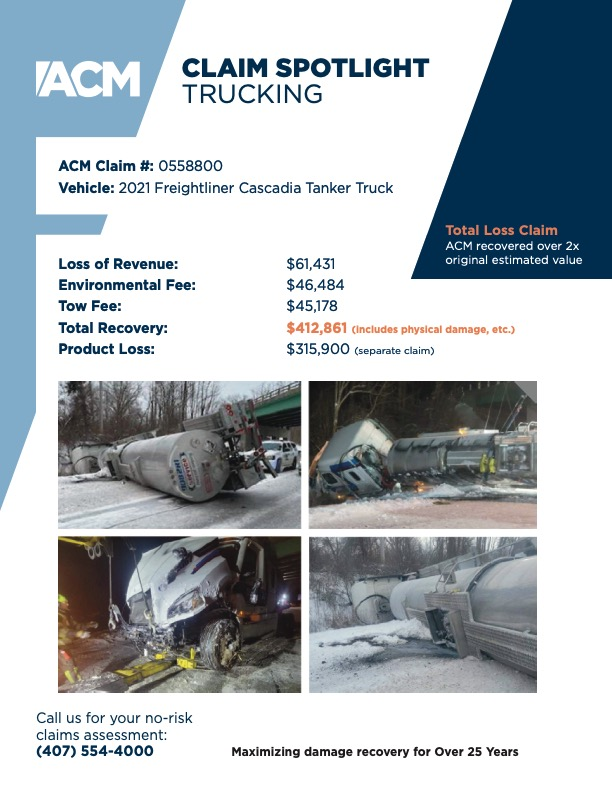 ACM
CLAIM SPOTLIGHT
TRUCKING
ACM Claim #: 0558800
Vehicle: 2021 Freightliner Cascadia Tanker Truck
Total Loss Claim
ACM recovered over 2x
original estimated value
Loss of Revenue: $61,431
Environmental Fee: $46,484
Tow Fee: $45,178
Total Recovery: $412,861 (includes physical damage, etc.)
Product Loss: $315,900 (separate claim)
Call us for your no-risk
claims assessment:
(407) 554-4000
Maximizing damage recovery for Over 25 Years